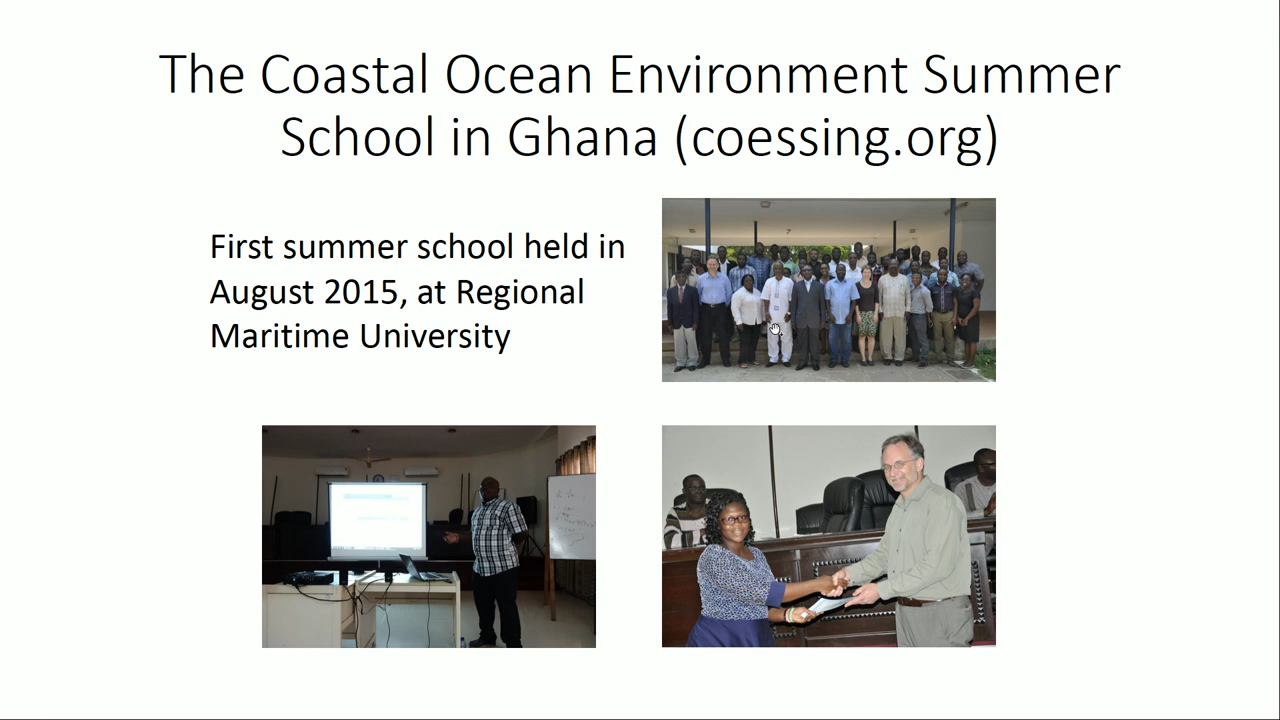 The Coastal Ocean Environment Summer
School in Ghana (coessing.org)
First summer school held in
August 2015, at Regional
Maritime University